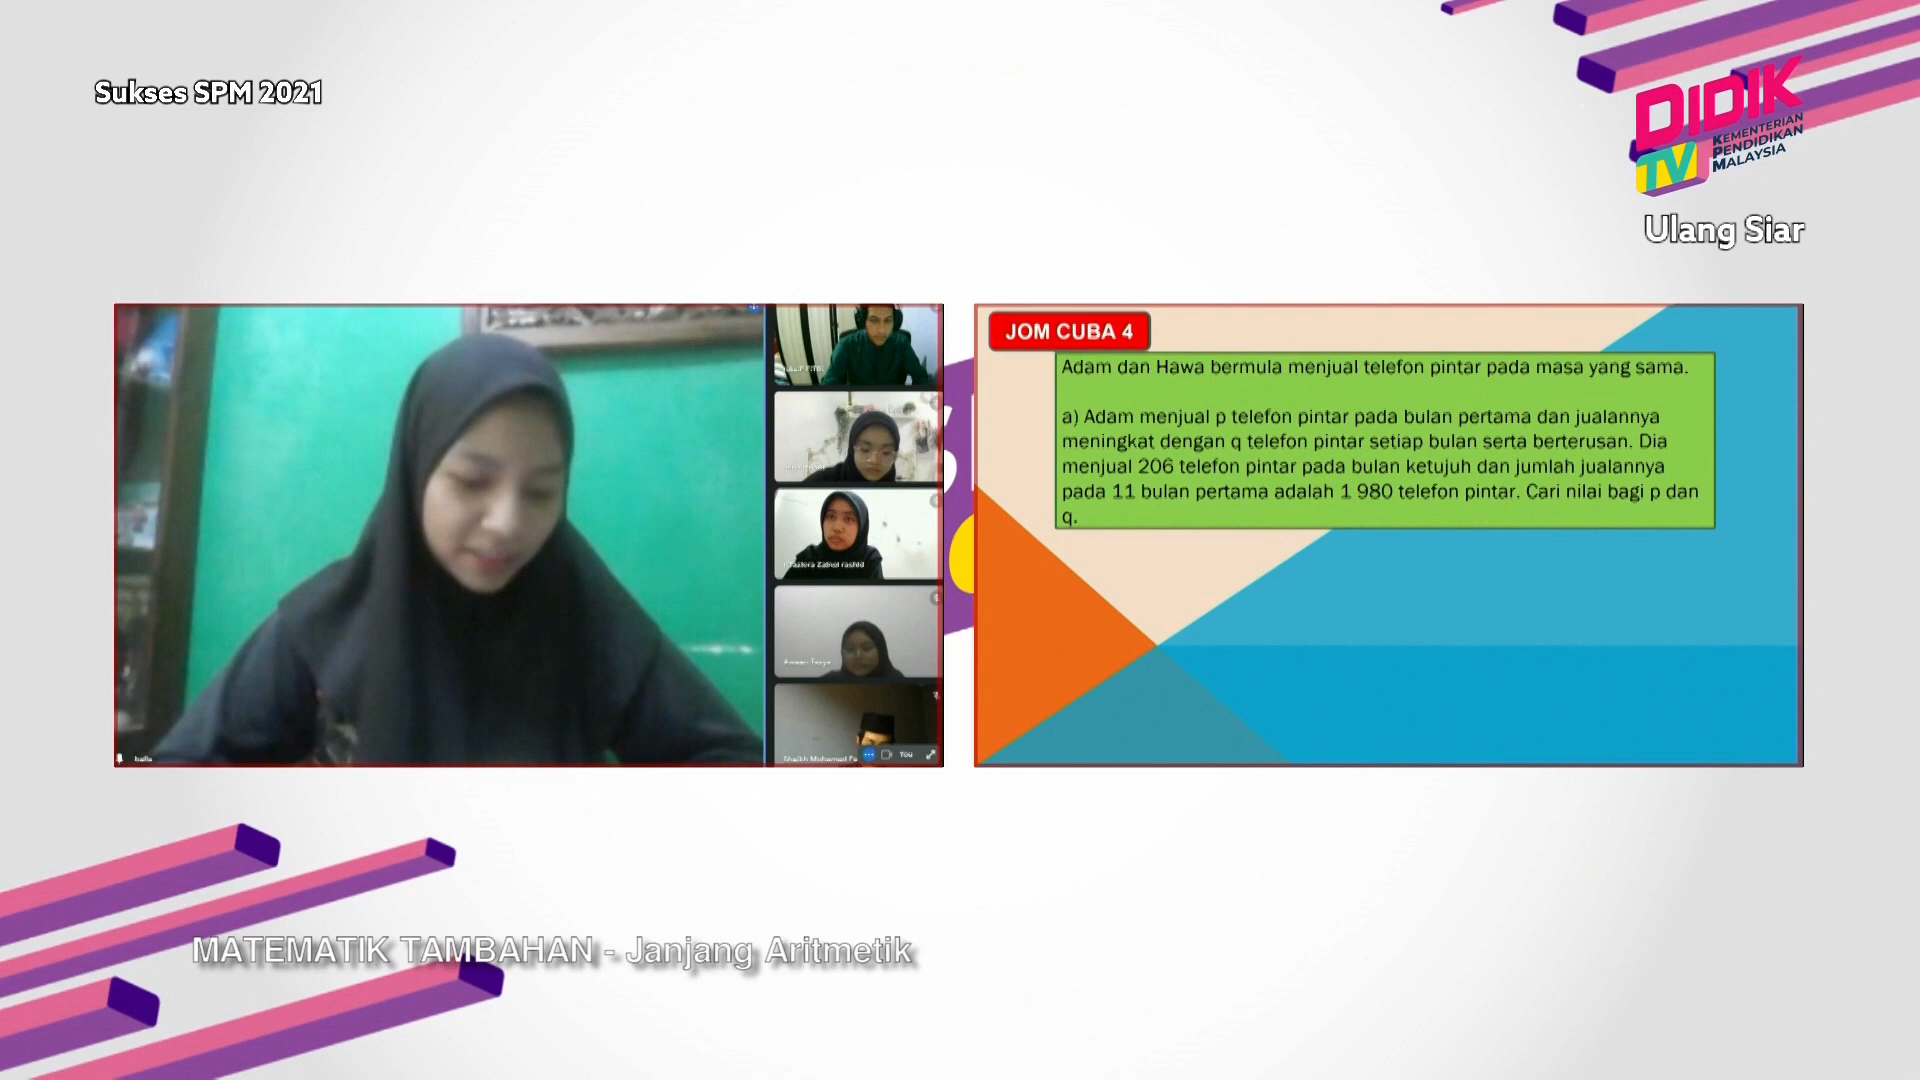 Sukses SPM 2021
DIDIK
TV
KEMENTERIAN
PENDIDIKAN
MALAYSIA
Ulang Siar
JOM CUBA 4
Adam dan Hawa bermula menjual telefon pintar pada masa yang sama.
a) Adam menjual p telefon pintar pada bulan pertama dan jualannya
meningkat dengan q telefon pintar setiap bulan serta berterusan. Dia
menjual 206 telefon pintar pada bulan ketujuh dan jumlah jualannya
pada 11 bulan pertama adalah 1 980 telefon pintar. Cari nilai bagi p dan
q.
You
MATEMATIK TAMBAHAN - Janjang Aritmetik